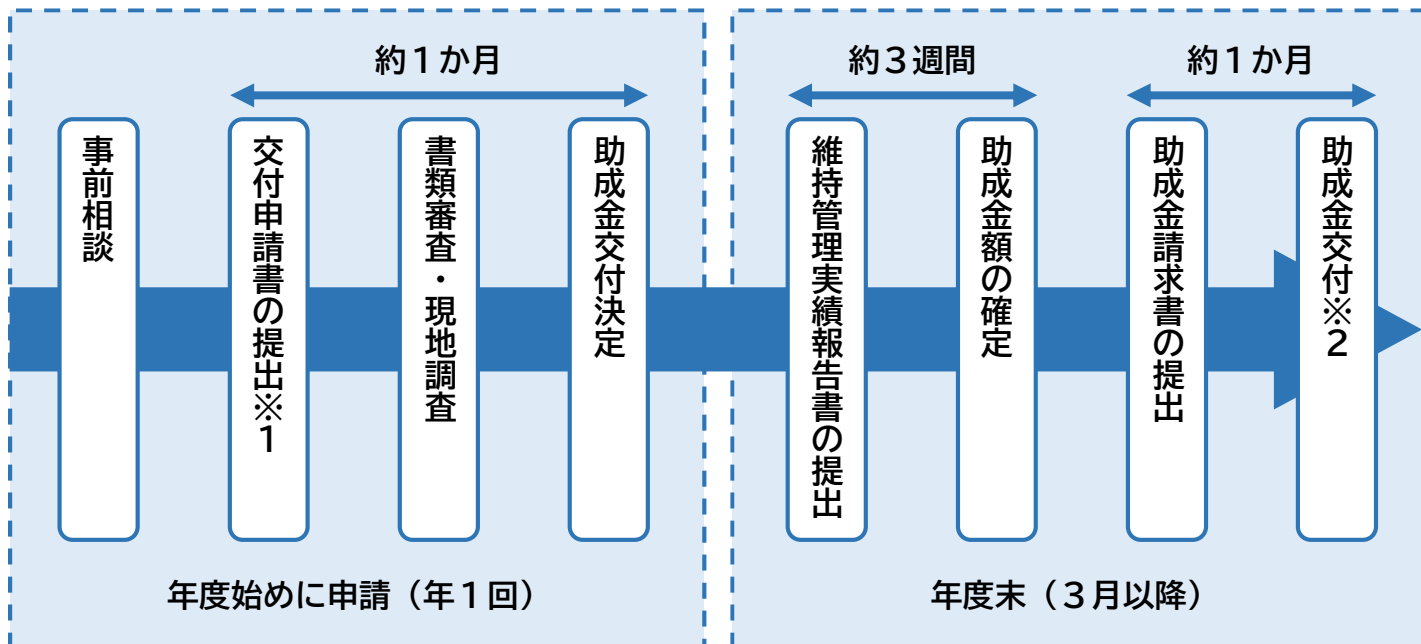 約１か月
事前相談
交付申請書の提出※１
書類審査・現地調査
助成金交付決定
年度始めに申請（年１回）
約３週間
約１か月
維持管理実績報告書の提出
助成金額の確定
助成金請求書の提出
助成金交付※２
年度末（３月以降）